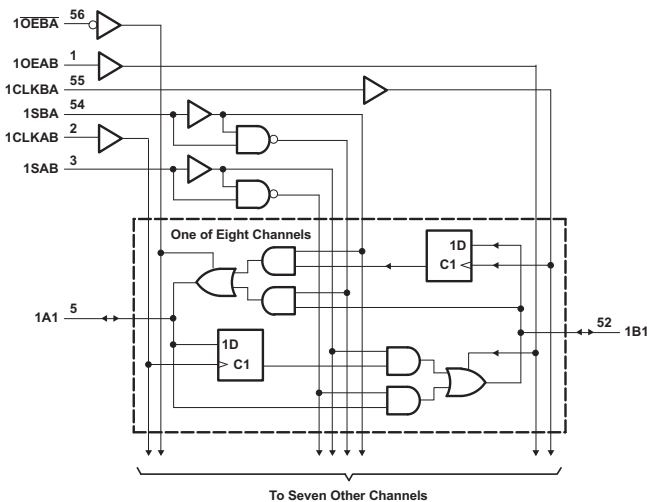 1OEBA 56
1OEAB 1
1CLKBA 55
1SBA 54
1CLKAB 2
1SAB 3
One of Eight Channels
1D
C1
1A1 5
52 1B1
1D
C1
To Seven Other Channels